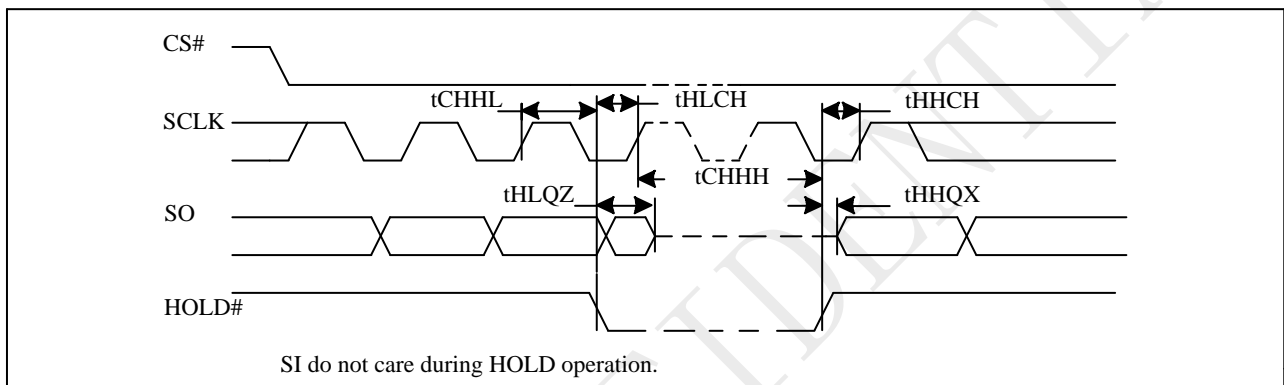 CS#
tCHHL
tHLCH
tHHCH
SCLK
tCHHH
tHLQZ
tHHQX
SO
HOLD#
SI do not care during HOLD operation.